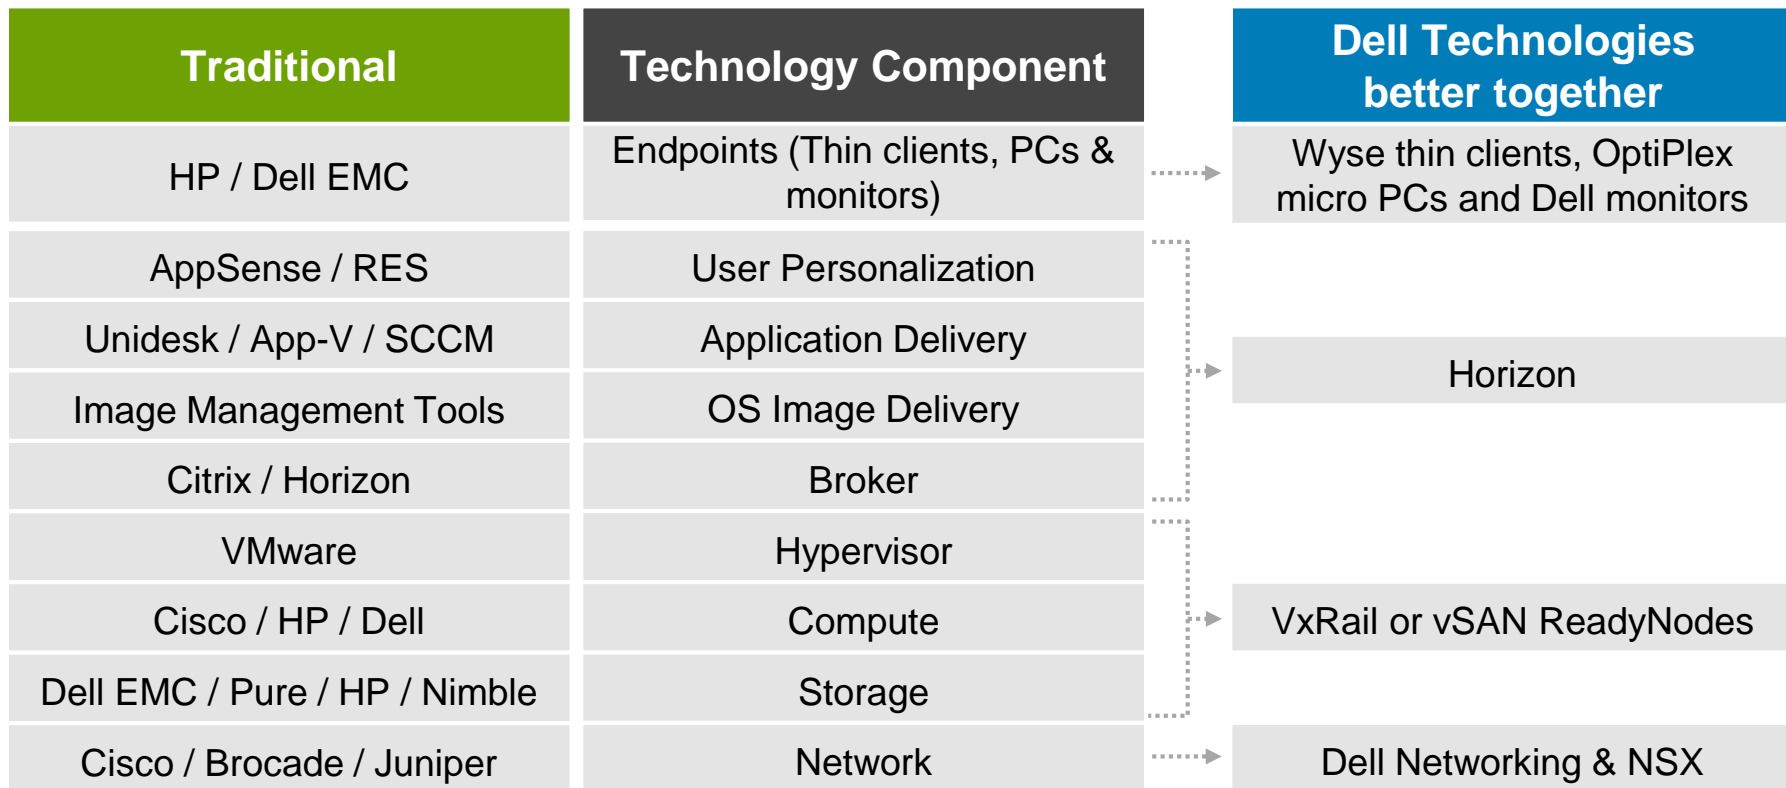 Traditional
Technology Component
Dell Technologies
better together
HP / Dell EMC
Endpoints (Thin clients, PCs &
monitors)
Wyse thin clients, OptiPlex
micro PCs and Dell monitors
AppSense / RES
User Personalization
Unidesk / App-V / SCCM
Application Delivery
Image Management Tools
OS Image Delivery
Horizon
Citrix / Horizon
Broker
VMware
Hypervisor
Cisco / HP / Dell
Compute
VxRail or vSAN ReadyNodes
Dell EMC / Pure / HP / Nimble
Storage
Cisco / Brocade / Juniper
Network
Dell Networking & NSX